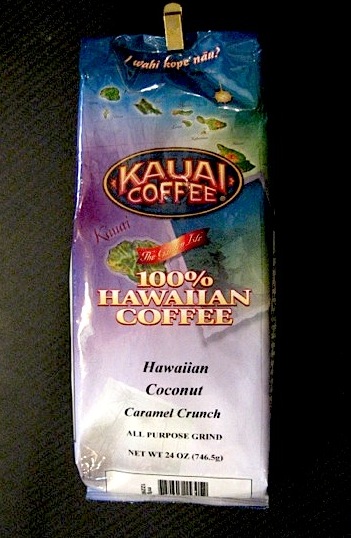 I wahi kope nāu?
KAUAI
COFFEE®
Kauai
The Garden Isle
100%
HAWAIIAN
COFFEE
Hawaiian
Coconut
Caramel Crunch
ALL PURPOSE GRIND
NET WT 24 OZ (746.5g)